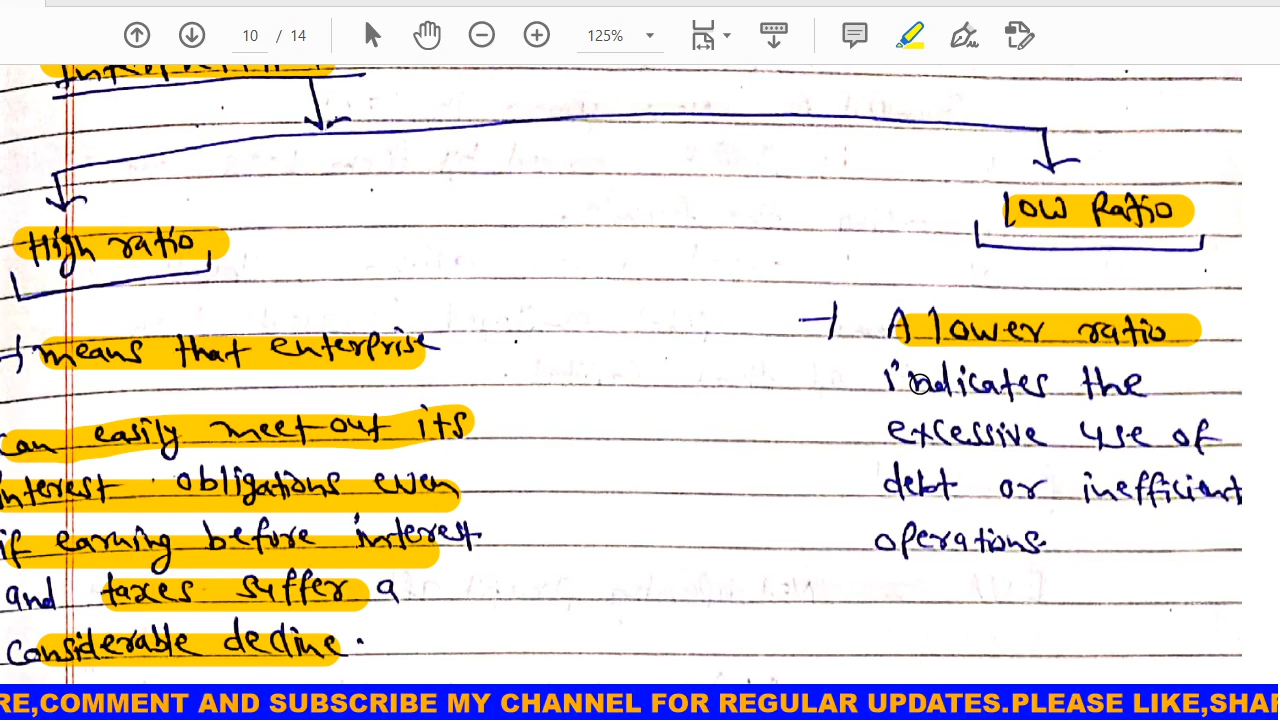 10 / 14
125%
High ratio
means that enterprise
can easily meet out its
interest obligations even
if earning before interest
and taxes suffer a
considerable decline.
Low Ratio
A lower ratio
indicates the
excessive use of
debt or inefficient
operations.
RE,COMMENT AND SUBSCRIBE MY CHANNEL FOR REGULAR UPDATES.PLEASE LIKE,SHA